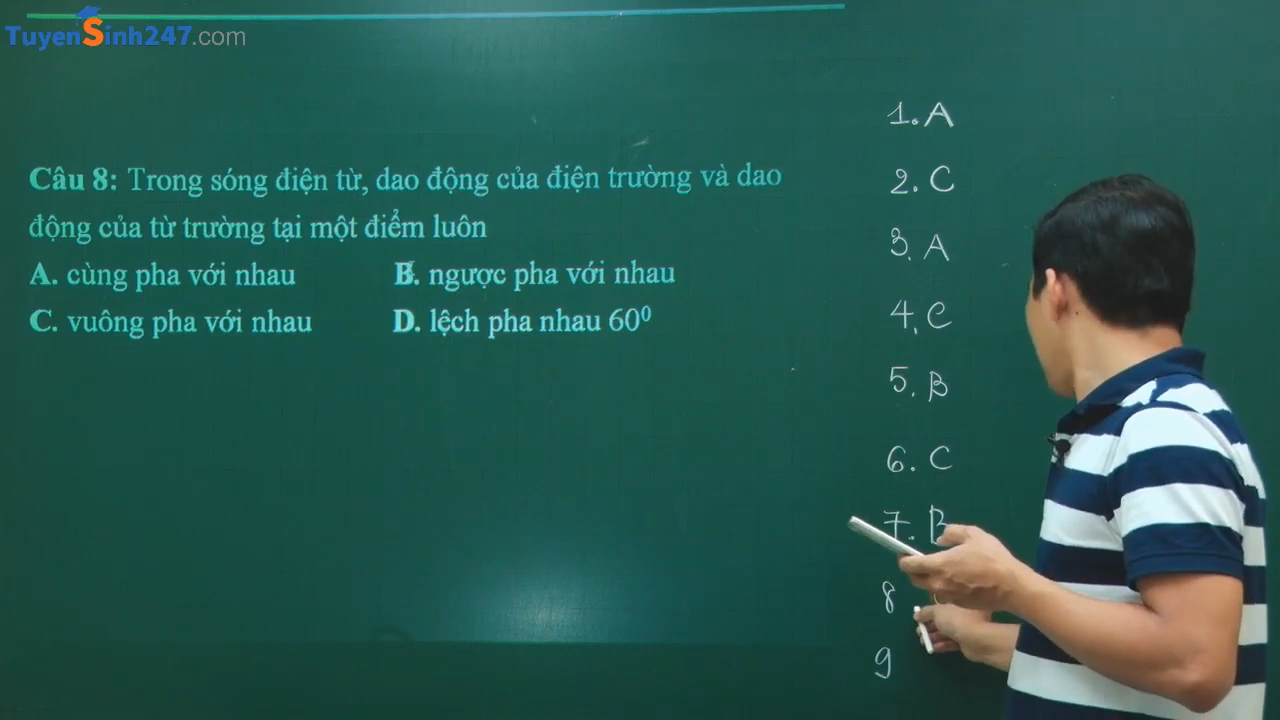 TuyenSinh247.com
Câu 8: Trong sóng điện từ, dao động của điện trường và dao
động của từ trường tại một điểm luôn
A. cùng pha với nhau B. ngược pha với nhau
C. vuông pha với nhau D. lệch pha nhau 60⁰
1. A
2. C
3. A
4. C
5. B
6. C
7. B
8
9